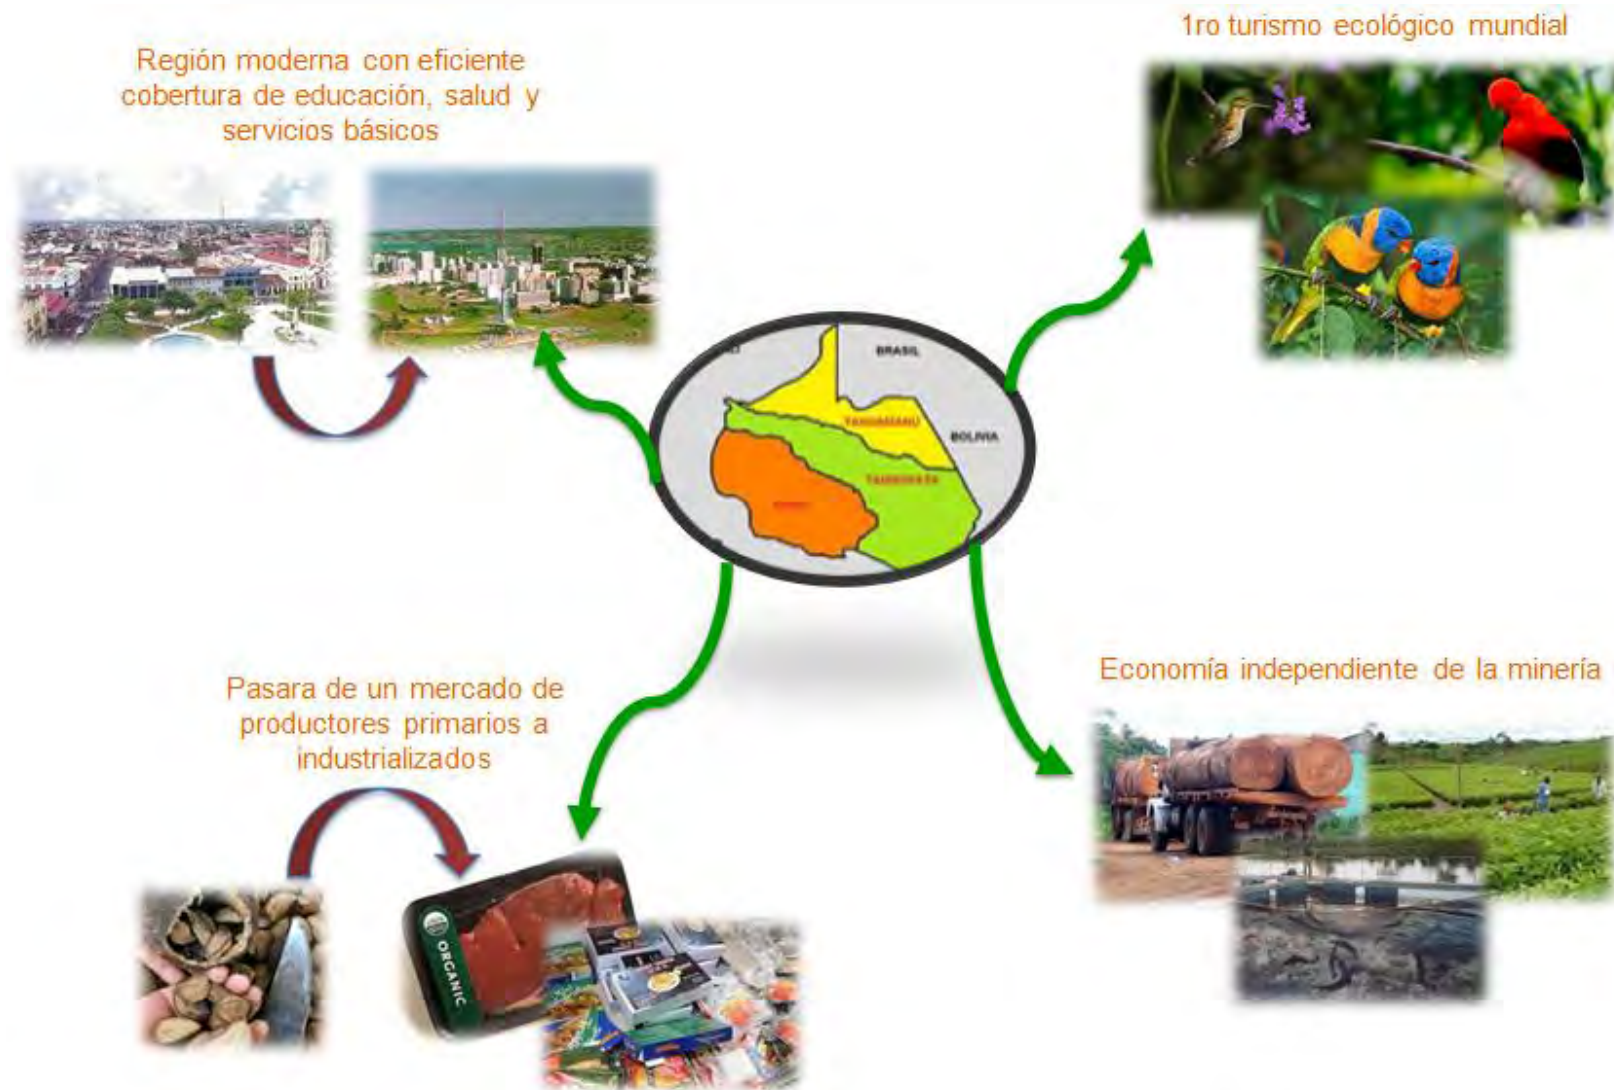 1ro turismo ecológico mundial
Región moderna con eficiente
cobertura de educación, salud y
servicios básicos
BRASIL
TAHUAMANU
BOLIVIA
TAMBOPATA
Economía independiente de la minería
Pasara de un mercado de
productores primarios a
industrializados
ORGANIC